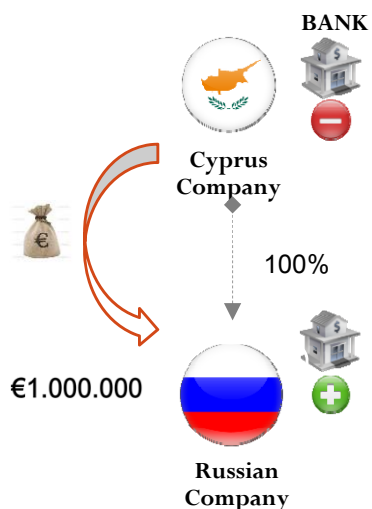 BANK
$
Cyprus
Company
100%
€
$
€1.000.000
Russian
Company